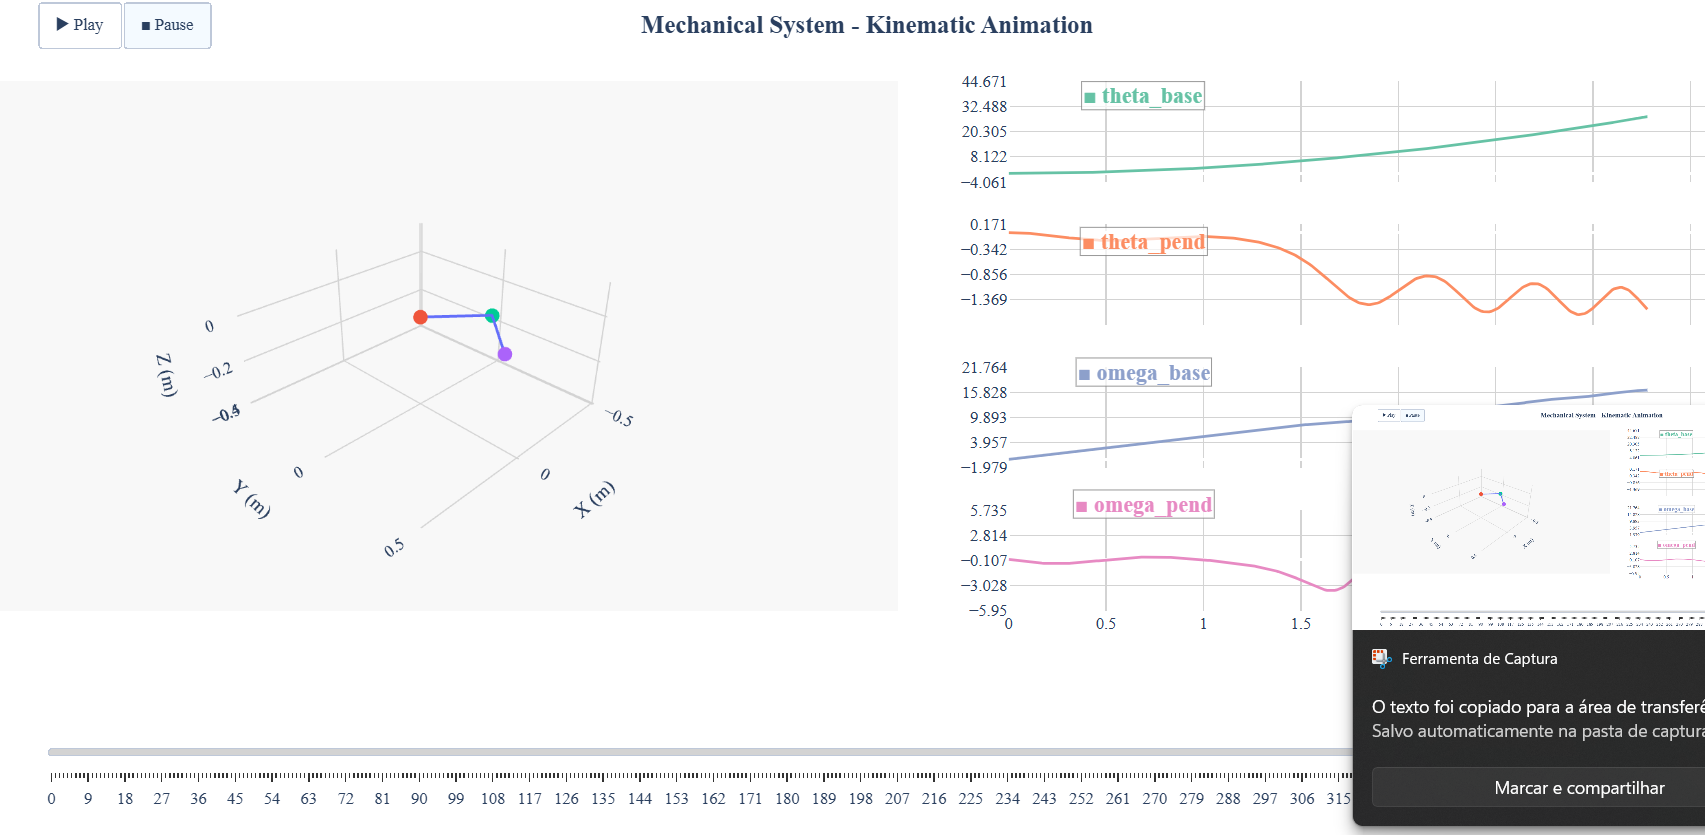 ▶ Play
■ Pause
Mechanical System - Kinematic Animation
0
−0.2
−0.5
Z (m)
0
Y (m)
0.5
−0.5
0
X (m)
44.671
32.488
20.305
8.122
−4.061
■ theta_base
0.171
−0.342
−0.856
−1.369
■ theta_pend
21.764
15.828
9.893
3.957
−1.979
■ omega_base
5.735
2.814
−0.107
−3.028
−5.95
■ omega_pend
0 0.5 1 1.5
Mechanical System - Kinematic Animation
Ferramenta de Captura
O texto foi copiado para a área de transferê
Salvo automaticamente na pasta de captura
Marcar e compartilhar
0 9 18 27 36 45 54 63 72 81 90 99 108 117 126 135 144 153 162 171 180 189 198 207 216 225 234 243 252 261 270 279 288 297 306 315